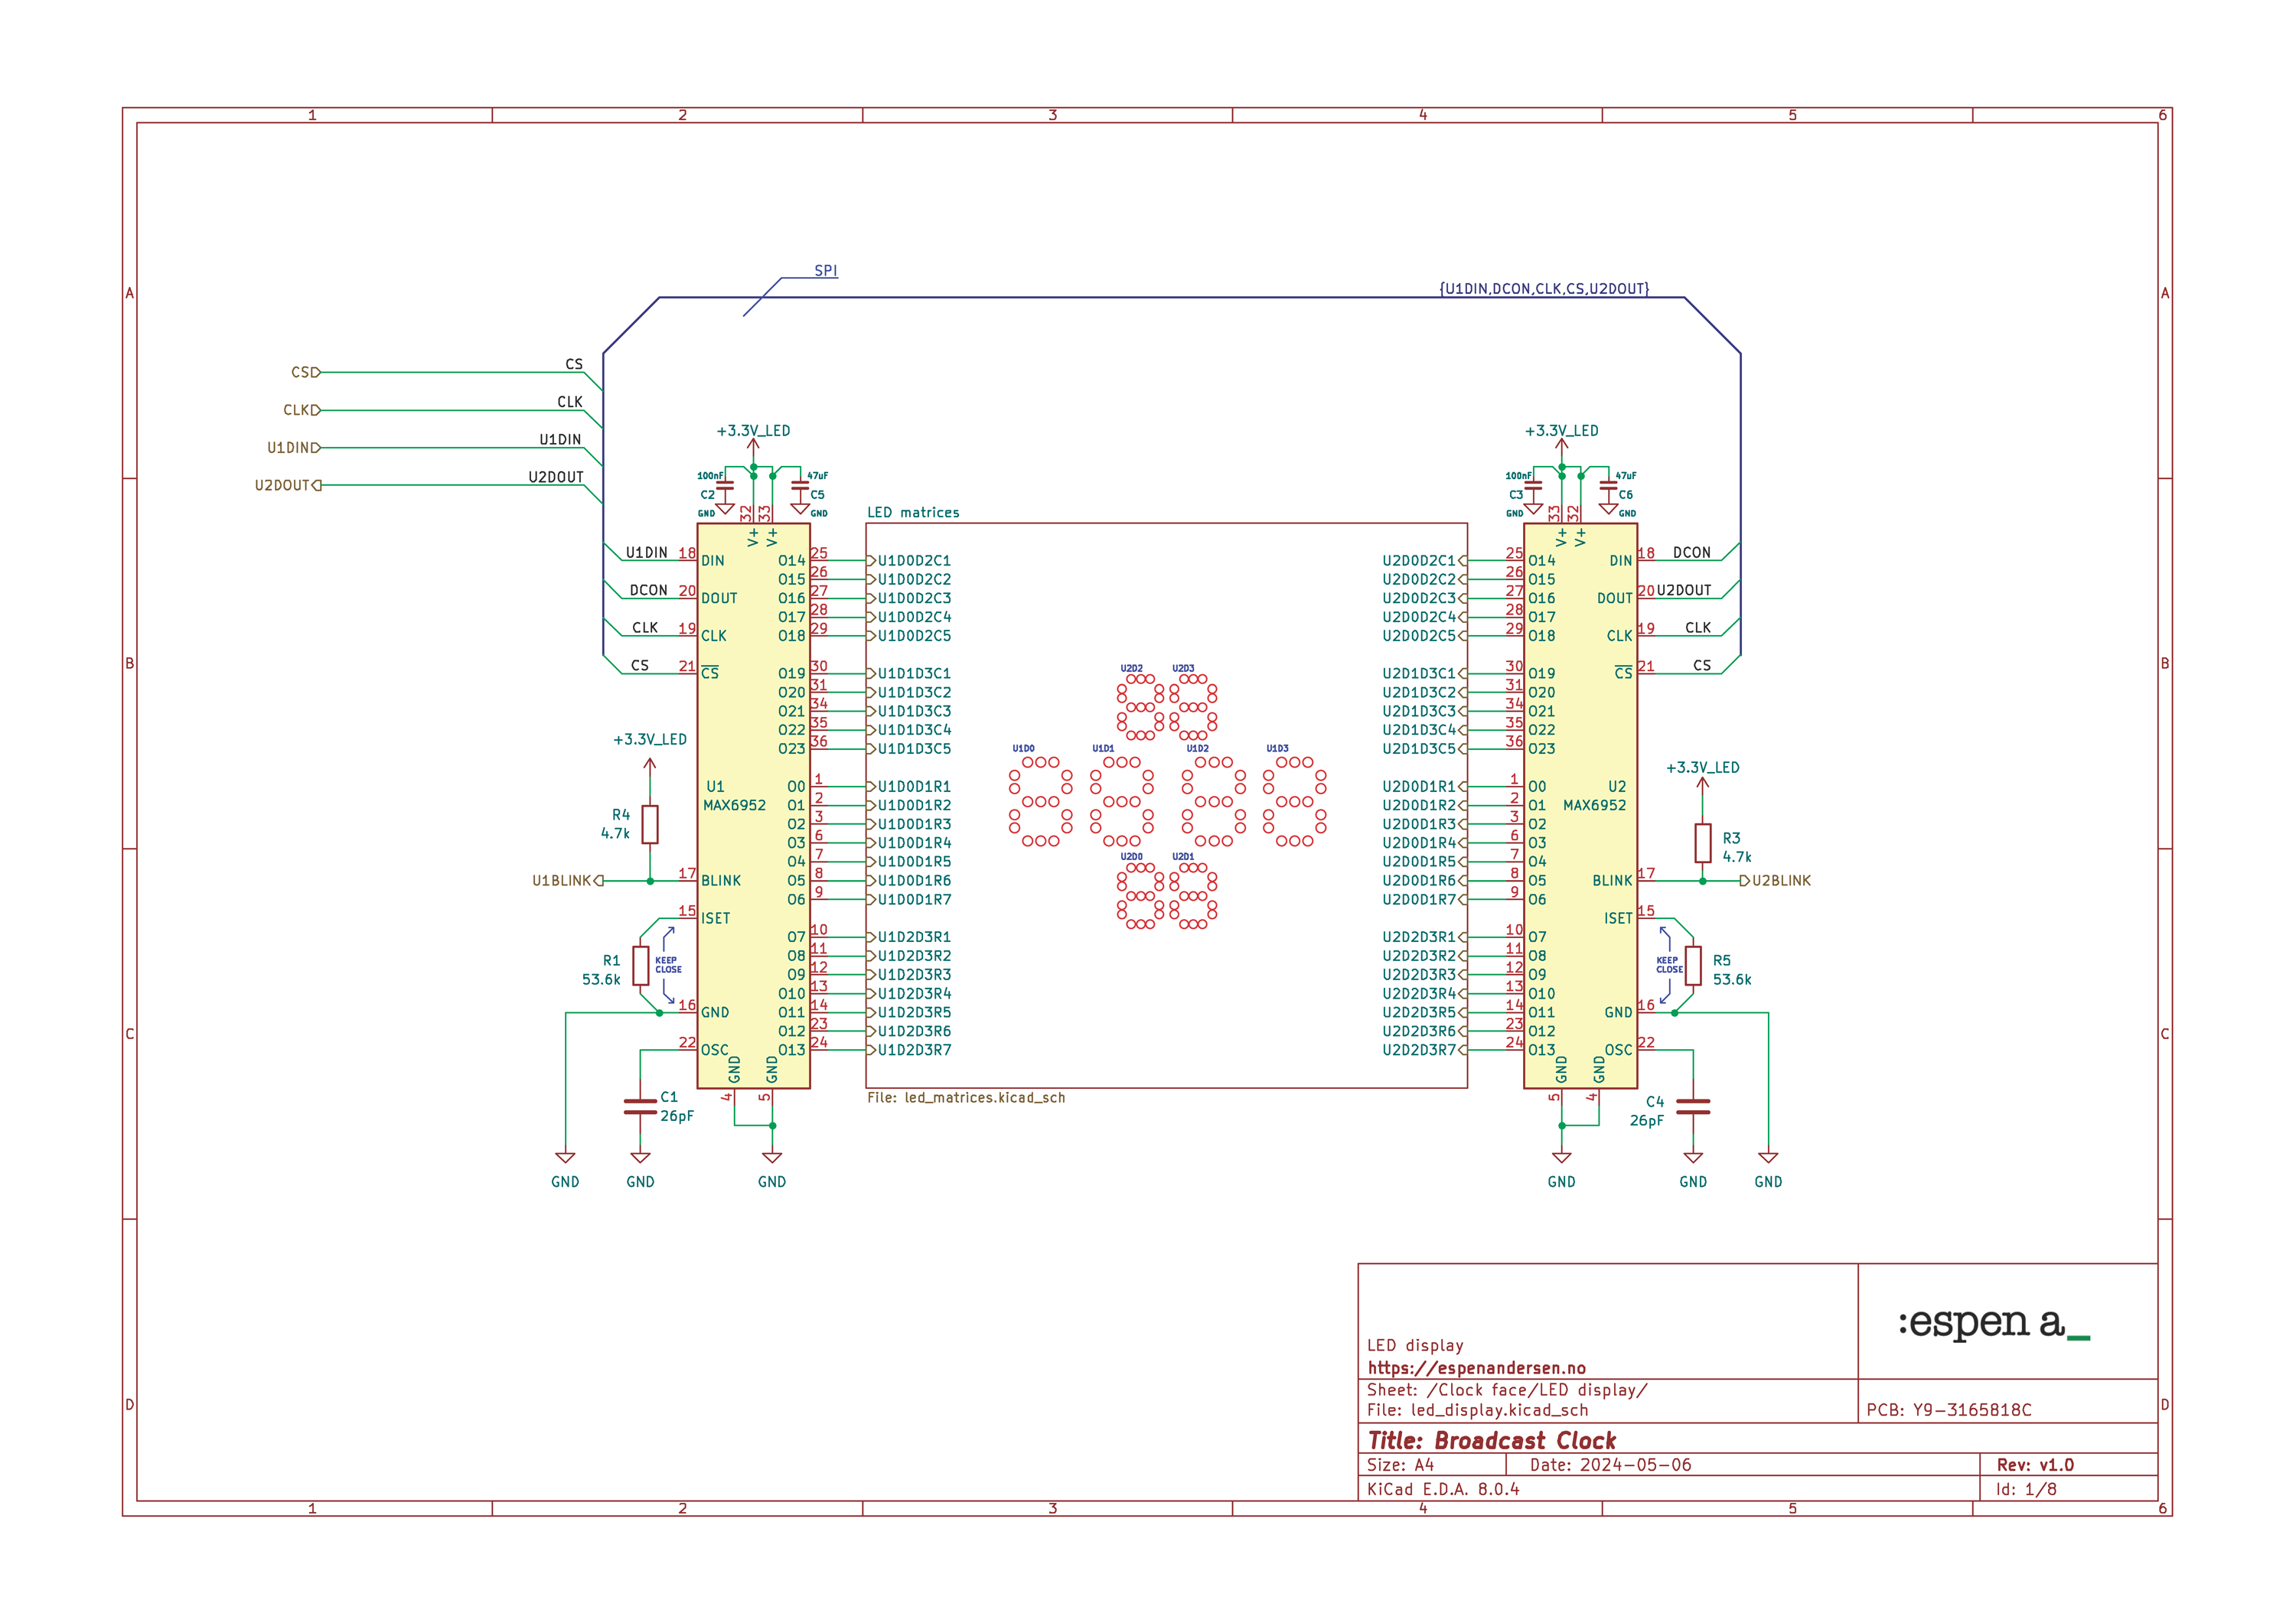 1 2 3 4 5 6
A A
SPI
{U1DIN,DCON,CLK,CS,U2DOUT}
CS CS
CLK CLK
U1DIN U1DIN
U2DOUT U2DOUT
+3.3V_LED +3.3V_LED
100nF 47uF 100nF 47uF
C2 C5 C3 C6
GND GND GND GND
32 33 33 32
LED matrices
V+ V+ V+ V+
U1DIN 18 DIN O14 25 U1D0D2C1 U2D0D2C1 25 O14 DIN 18 DCON
O15 26 U1D0D2C2 U2D0D2C2 26 O15
DCON 20 DOUT O16 27 U1D0D2C3 U2D0D2C3 27 O16 DOUT 20 U2DOUT
O17 28 U1D0D2C4 U2D0D2C4 28 O17
CLK 19 CLK O18 29 U1D0D2C5 U2D0D2C5 29 O18 CLK 19 CLK
B B
CS 21 CS O19 30 U1D1D3C1 U2D1D3C1 30 O19 CS 21 CS
U2D2 U2D3
O20 31 U1D1D3C2 U2D1D3C2 31 O20
O21 34 U1D1D3C3 U2D1D3C3 34 O21
O22 35 U1D1D3C4 U2D1D3C4 35 O22
O23 36 U1D1D3C5 U2D1D3C5 36 O23
+3.3V_LED
U1D0 U1D1 U1D2 U1D3
+3.3V_LED
U1 O0 1 U1D0D1R1 U2D0D1R1 1 O0 U2
MAX6952 O1 2 U1D0D1R2 U2D0D1R2 2 O1 MAX6952
R4 O2 3 U1D0D1R3 U2D0D1R3 3 O2
4.7k O3 6 U1D0D1R4 U2D0D1R4 6 O3 R3
O4 7 U1D0D1R5 U2D0D1R5 7 O4 4.7k
U2D0 U2D1
U1BLINK 17 BLINK O5 8 U1D0D1R6 U2D0D1R6 8 O5 BLINK 17 U2BLINK
O6 9 U1D0D1R7 U2D0D1R7 9 O6
15 ISET ISET 15
O7 10 U1D2D3R1 U2D2D3R1 10 O7
R1 KEEP CLOSE O8 11 U1D2D3R2 U2D2D3R2 11 O8 KEEP CLOSE R5
53.6k O9 12 U1D2D3R3 U2D2D3R3 12 O9 53.6k
O10 13 U1D2D3R4 U2D2D3R4 13 O10
16 GND O11 14 U1D2D3R5 U2D2D3R5 14 O11 GND 16
O12 23 U1D2D3R6 U2D2D3R6 23 O12
C C
22 OSC O13 24 U1D2D3R7 U2D2D3R7 24 O13 OSC 22
GND GND GND GND
4 5 5 4
File: led_matrices.kicad_sch
C1 C4
26pF 26pF
GND GND GND GND GND GND
:espen a_
LED display
https://espenandersen.no
Sheet: /Clock face/LED display/
File: led_display.kicad_sch
PCB: Y9-3165818C
D D
Title: Broadcast Clock
Size: A4 Date: 2024-05-06 Rev: v1.0
KiCad E.D.A. 8.0.4 Id: 1/8
1 2 3 4 5 6